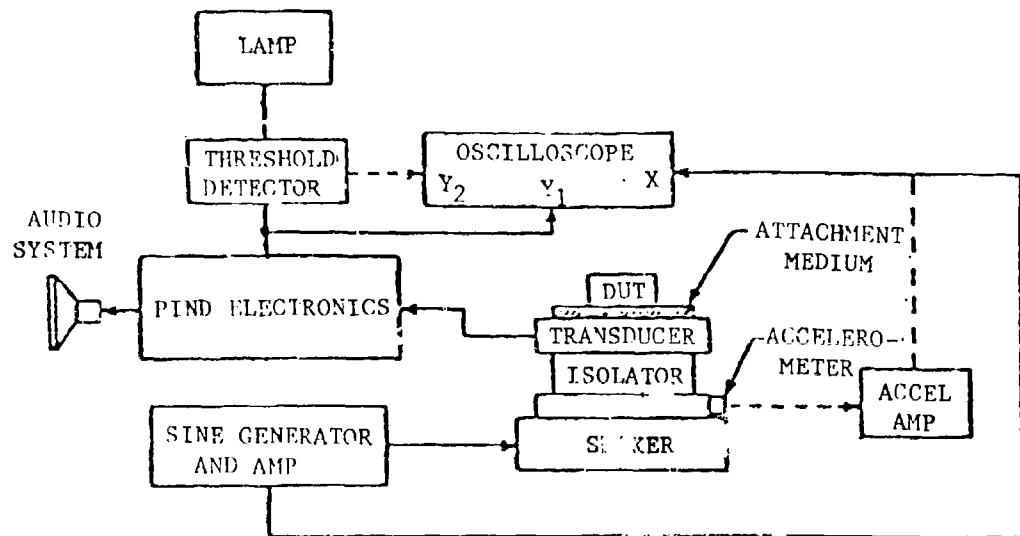 LAMP
THRESHOLD
DETECTOR
OSCILLOSCOPE
Y2 Y1 X
AUDIO
SYSTEM
ATTACHMENT
MEDIUM
DUT
PIND ELECTRONICS
TRANSDUCER
ACCELERO-
METER
ISOLATOR
ACCEL
AMP
SINE GENERATOR
AND AMP